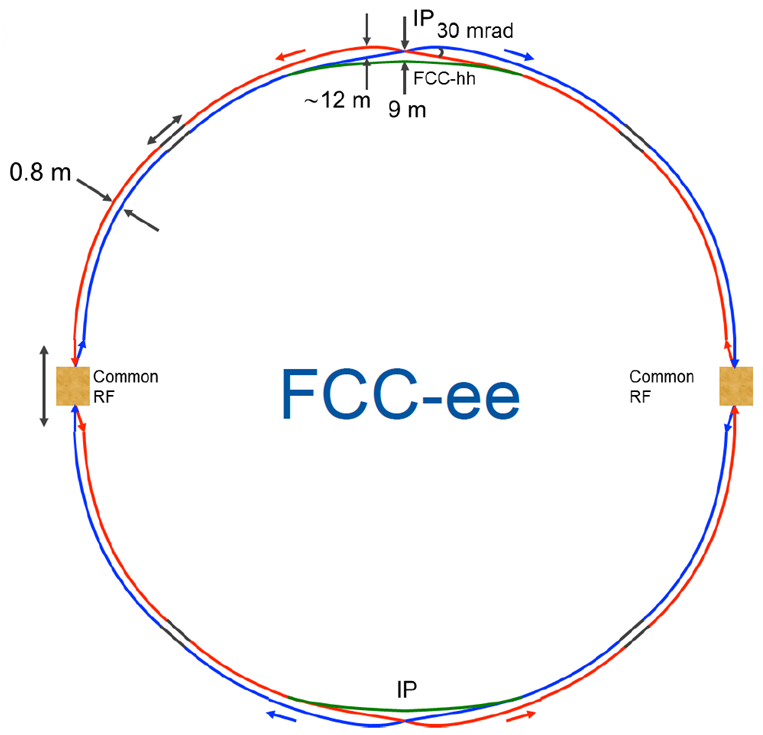 IP
30 mrad
FCC-hh
~12 m
9 m
0.8 m
Common
RF
FCC-ee
Common
RF
IP